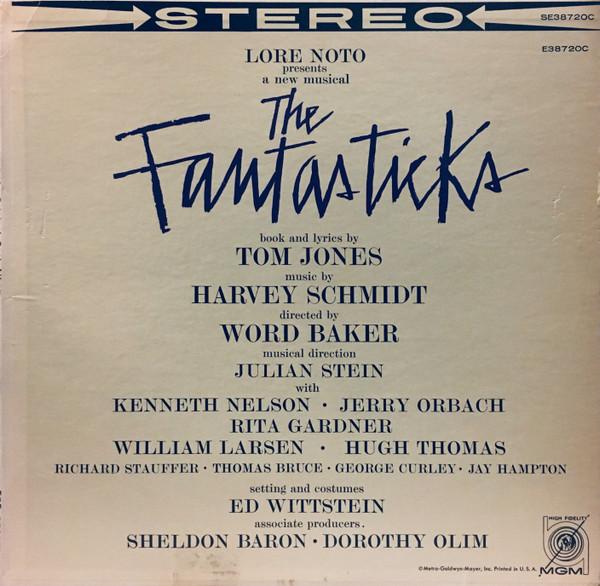 STEREO
SE3872OC
E3872OC
LORE NOTO
presents
a new musical
The
Fantasticks
book and lyrics by
TOM JONES
music by
HARVEY SCHMIDT
directed by
WORD BAKER
musical direction
JULIAN STEIN
with
KENNETH NELSON • JERRY ORBACH
RITA GARDNER
WILLIAM LARSEN • HUGH THOMAS
RICHARD STAUFFER • THOMAS BRUCE • GEORGE CURLEY • JAY HAMPTON
setting and costumes
ED WITTSTEIN
associate producers.
SHELDON BARON • DOROTHY OLIM
HIGH FIDELITY
MGM
©Metro-Goldwyn-Mayer, Inc. Printed in U.S.A.